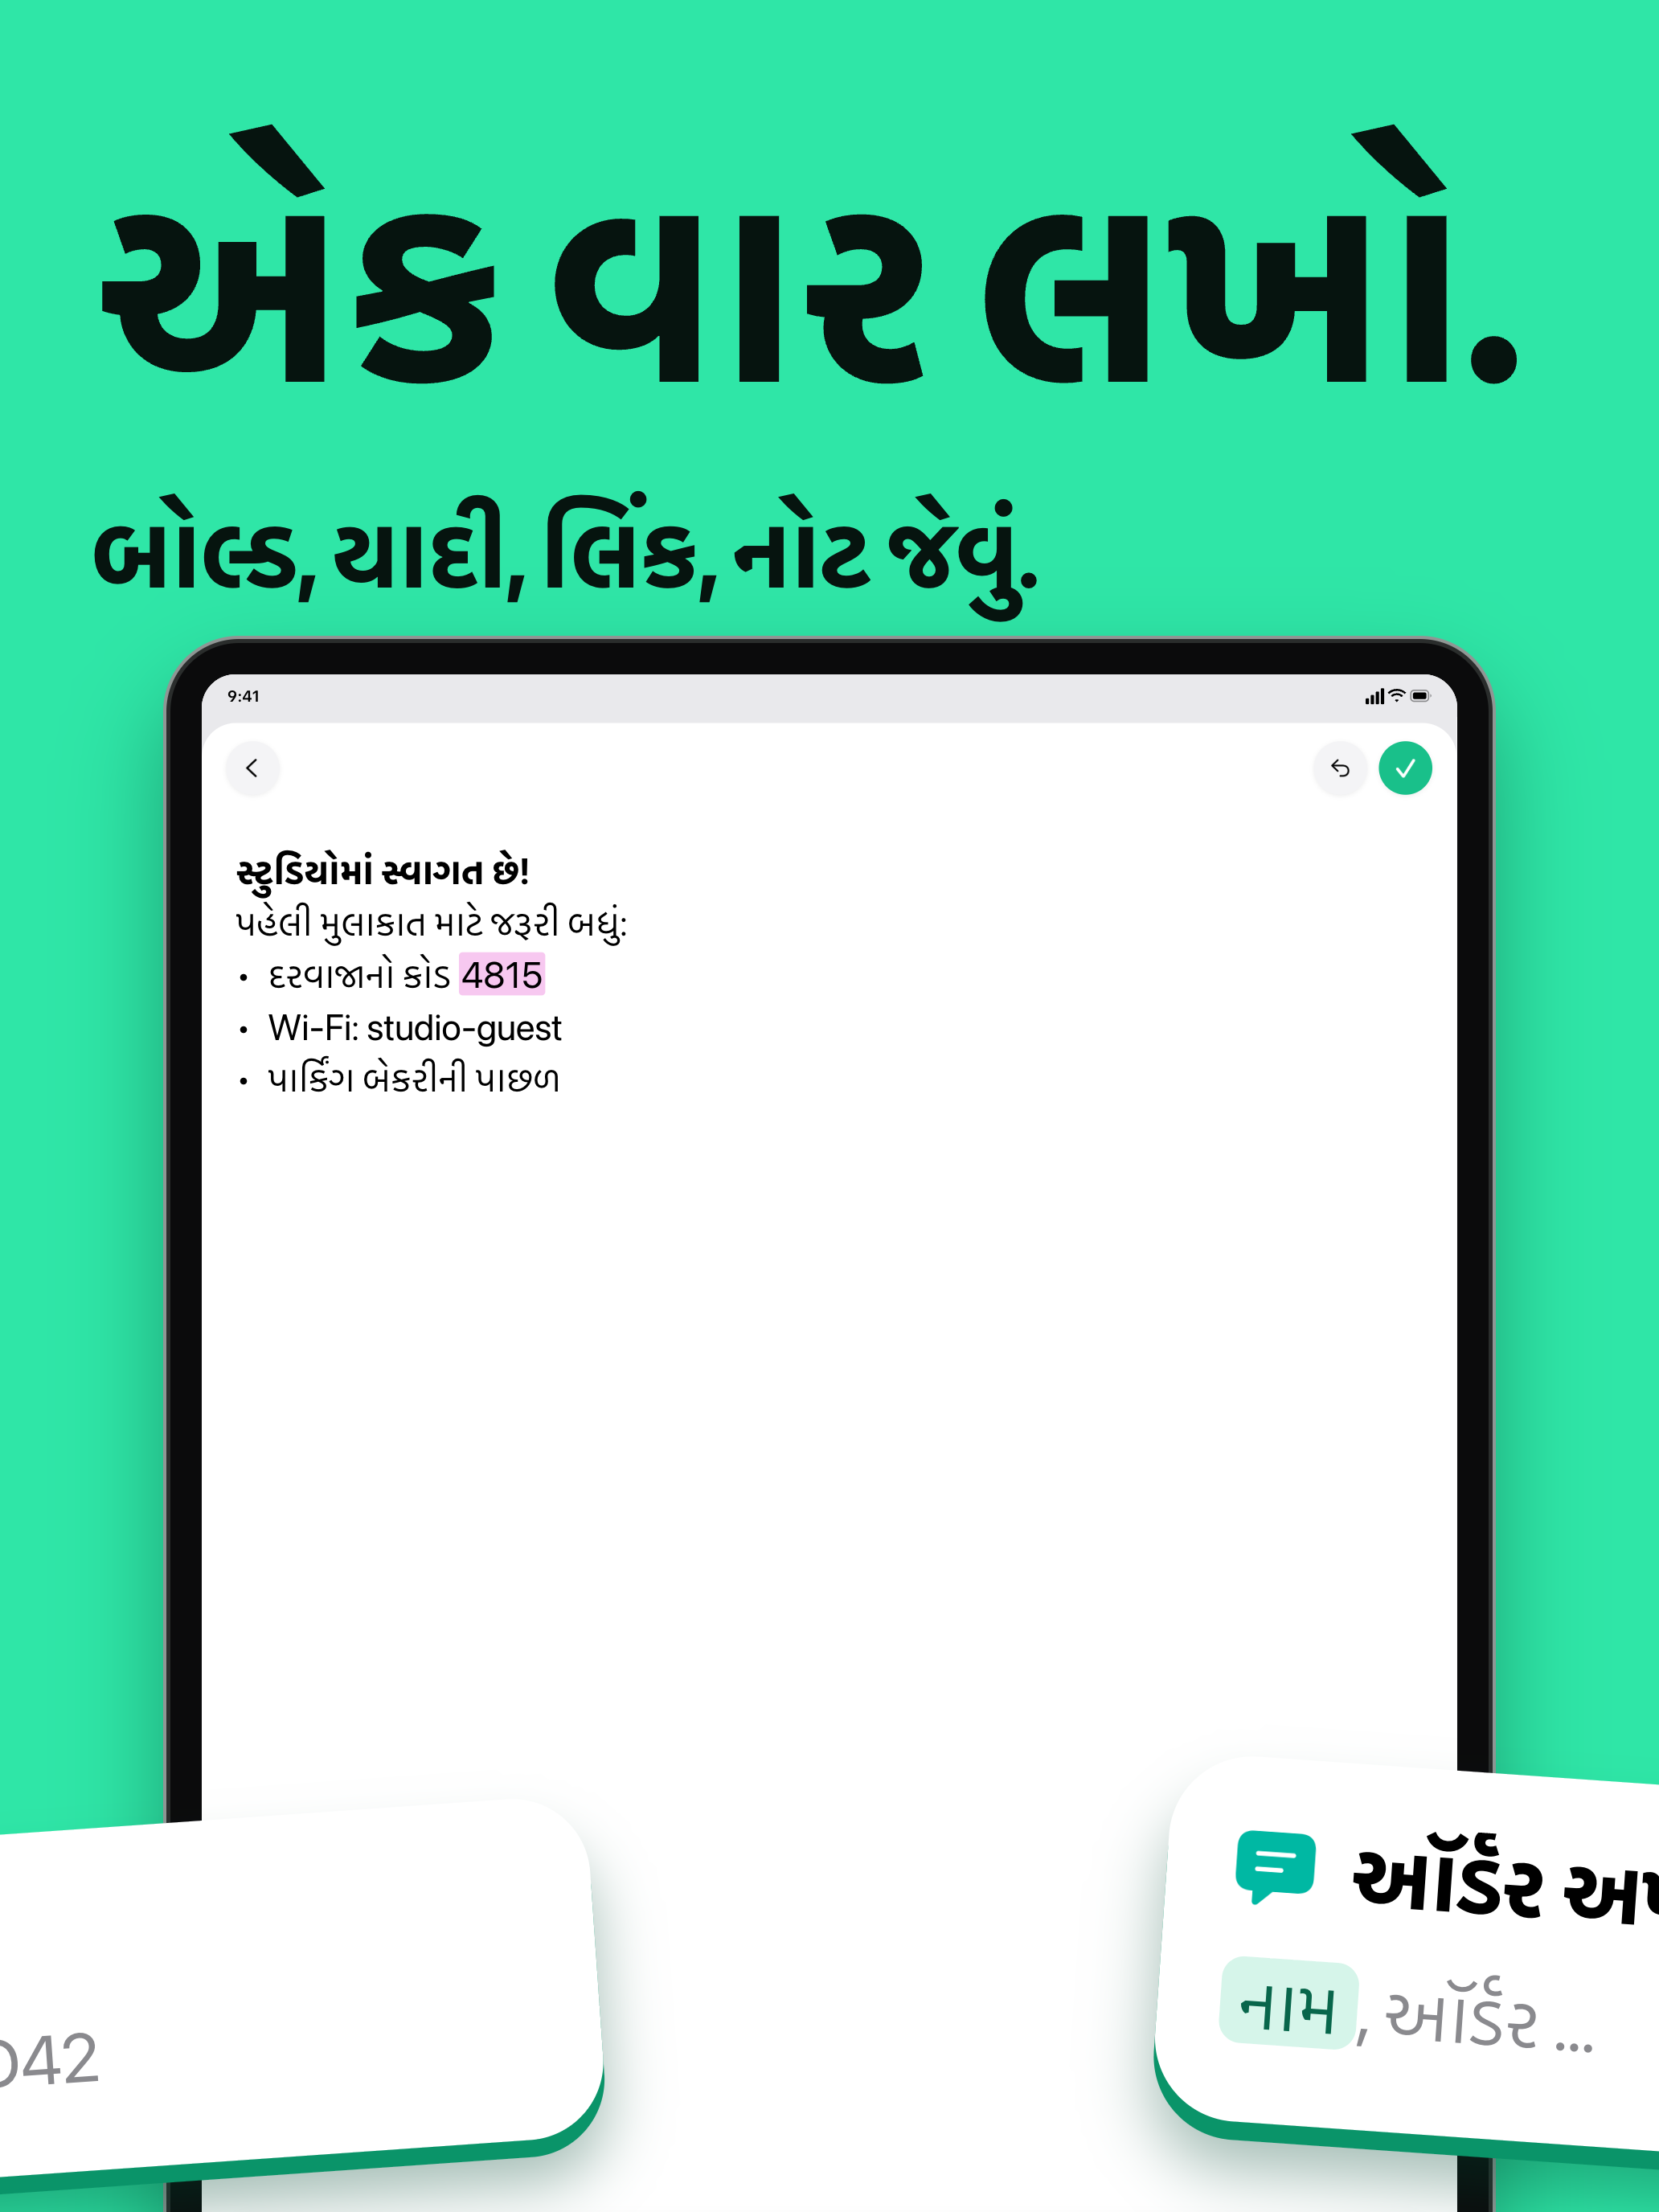 એક વાર લખો.
બોલ્ડ, યાદી, લિંક, નોટ જેવું.
9:41
સ્ટુડિયોમાં સ્વાગત છે!
પહેલી મુલાકાત માટે જરૂરી બધું:
• દરવાજાનો કોડ 4815
• Wi-Fi: studio-guest
• પાર્કિંગ બેકરીની પાછળ
ઑર્ડર
નામ, ઑર્ડર ...
042